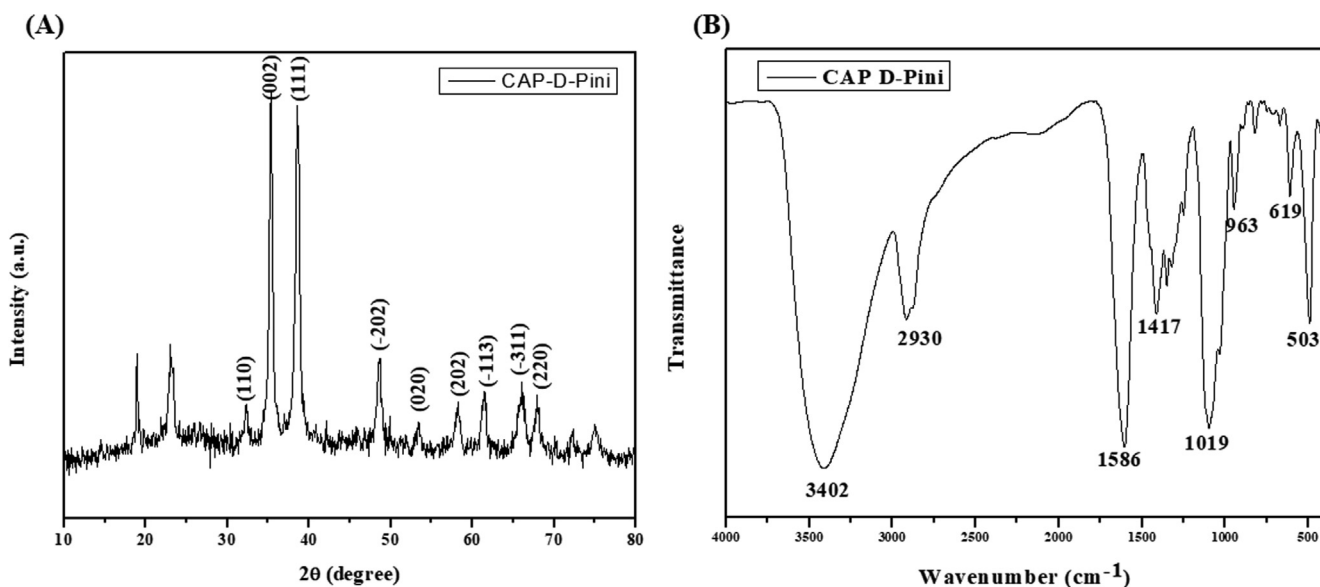 (A)
CAP-D-Pini
(002)
(111)
(110)
(-202)
(020)
(202)
(-113)
(-311)
(220)
Intensity (a.u.)
10 20 30 40 50 60 70 80
2θ (degree)
(B)
CAP D-Pini
Transmittance
3402
2930
1586
1417
1019
963
619
503
4000 3500 3000 2500 2000 1500 1000 500
Wavenumber (cm⁻¹)